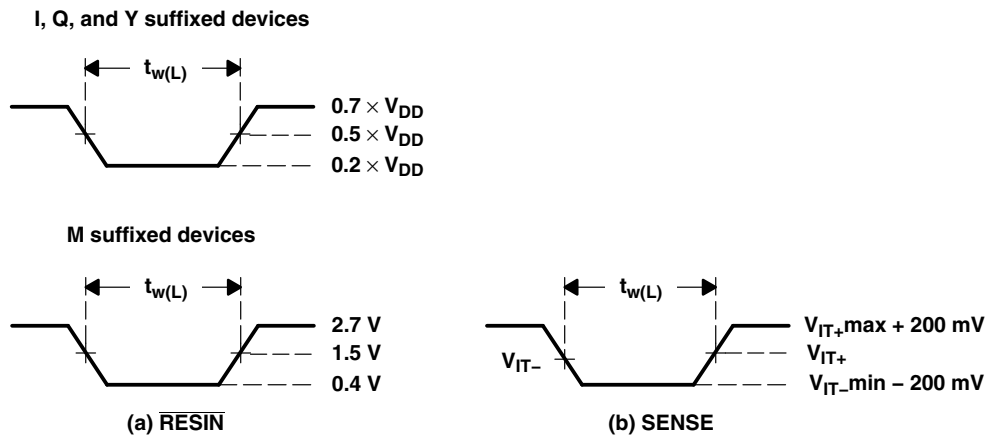 I, Q, and Y suffixed devices
tw(L)
0.7 × VDD
0.5 × VDD
0.2 × VDD
M suffixed devices
tw(L)
2.7 V
1.5 V
0.4 V
(a) RESIN
tw(L)
VIT−
VIT+max + 200 mV
VIT+
VIT−min − 200 mV
(b) SENSE